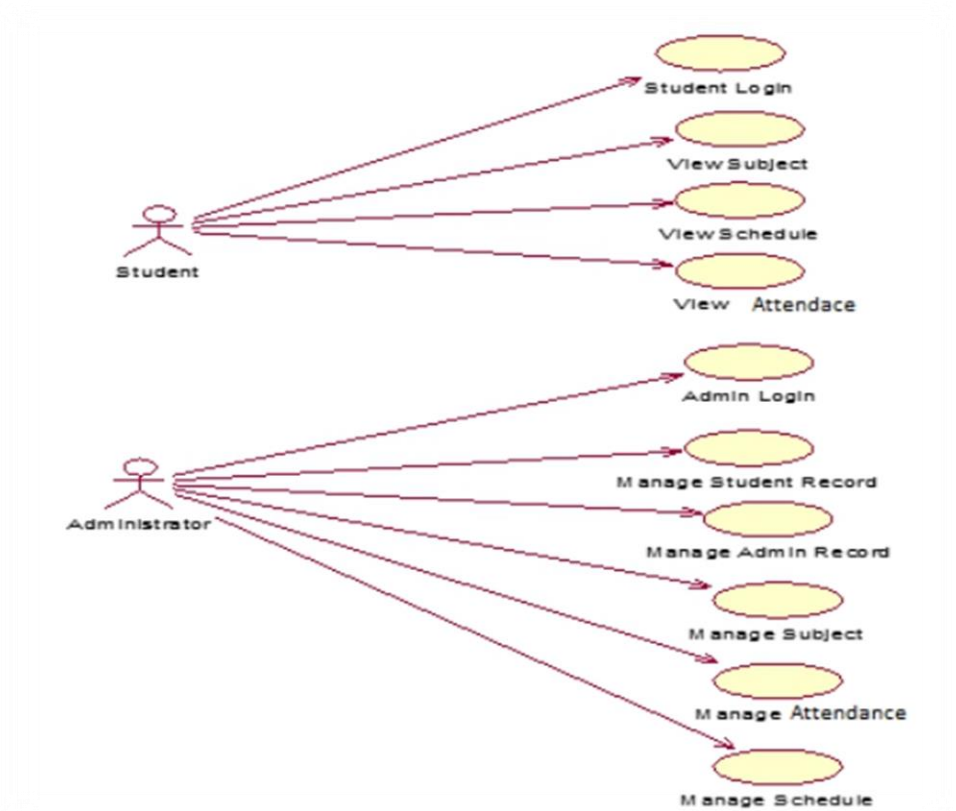 Student Login
View Subject
View Schedule
Student
View Attendace
Admin Login
Manage Student Record
Administrator
Manage Admin Record
Manage Subject
Manage Attendance
Manage Schedule